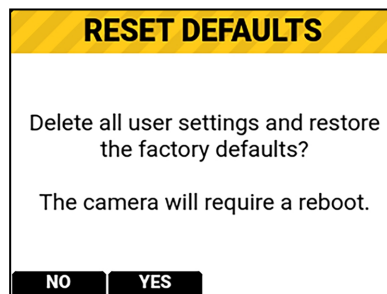 RESET DEFAULTS
Delete all user settings and restore
the factory defaults?
The camera will require a reboot.
NO YES